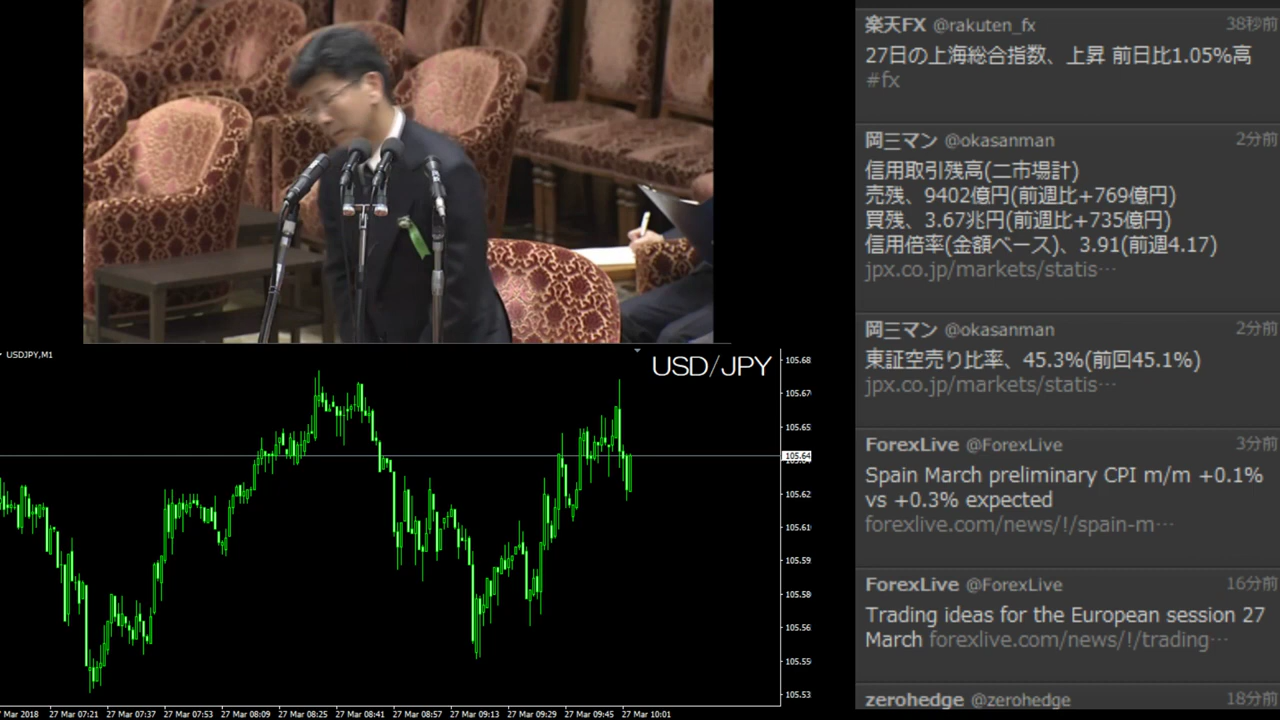 USDJPY,M1
USD/JPY
105.68
105.67
105.65
105.64
105.62
105.61
105.59
105.58
105.56
105.55
105.53
Mar 2018
27 Mar 07:21
27 Mar 07:37
27 Mar 07:53
27 Mar 08:09
27 Mar 08:25
27 Mar 08:41
27 Mar 08:57
27 Mar 09:13
27 Mar 09:29
27 Mar 09:45
27 Mar 10:01
楽天FX @rakuten_fx 38秒前
27日の上海総合指数、上昇 前日比1.05%高
#fx
岡三マン @okasanman 2分前
信用取引残高(二市場計)
売残、9402億円(前週比+769億円)
買残、3.67兆円(前週比+735億円)
信用倍率(金額ベース)、3.91(前週4.17)
jpx.co.jp/markets/statis…
岡三マン @okasanman 2分前
東証空売り比率、45.3%(前回45.1%)
jpx.co.jp/markets/statis…
ForexLive @ForexLive 3分前
Spain March preliminary CPI m/m +0.1%
vs +0.3% expected
forexlive.com/news/!/spain-m…
ForexLive @ForexLive 16分前
Trading ideas for the European session 27
March forexlive.com/news/!/trading…
zerohedge @zerohedge 18分前